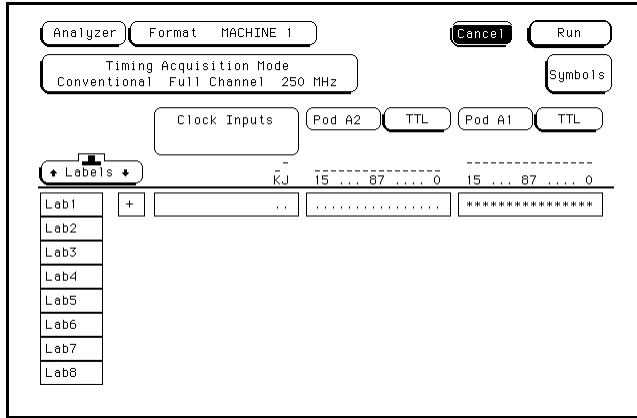 Analyzer Format MACHINE 1 Cancel Run
Timing Acquisition Mode
Conventional Full Channel 250 MHz
Symbols
Clock Inputs Pod A2 TTL Pod A1 TTL
↑ Labels ↓ KJ 15 ... 87 .... 0 15 ... 87 .... 0
Lab1 + .. ................ ****************
Lab2
Lab3
Lab4
Lab5
Lab6
Lab7
Lab8